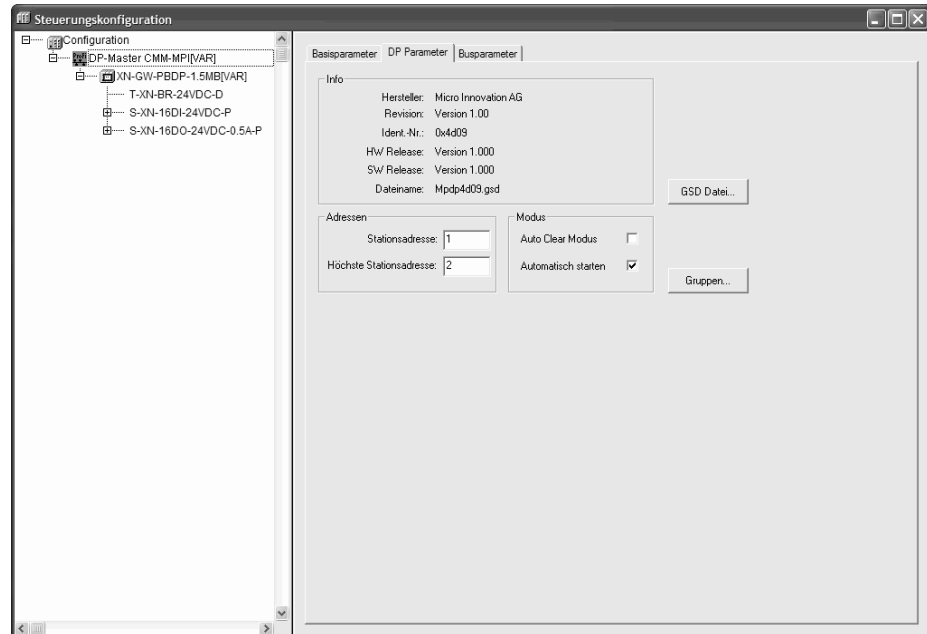 Steuerungskonfiguration
Configuration
DP-Master CMM-MPI[VAR]
XN-GW-PBDP-1.5MB[VAR]
T-XN-BR-24VDC-D
S-XN-16DI-24VDC-P
S-XN-16DO-24VDC-0.5A-P
Basisparameter DP Parameter Busparameter
Info
Hersteller: Micro Innovation AG
Revision: Version 1.00
Ident.-Nr.: 0x4d09
HW Release: Version 1.000
SW Release: Version 1.000
Dateiname: Mpdp4d09.gsd
GSD Datei...
Adressen
Stationsadresse: 1
Höchste Stationsadresse: 2
Modus
Auto Clear Modus
Automatisch starten
Gruppen...